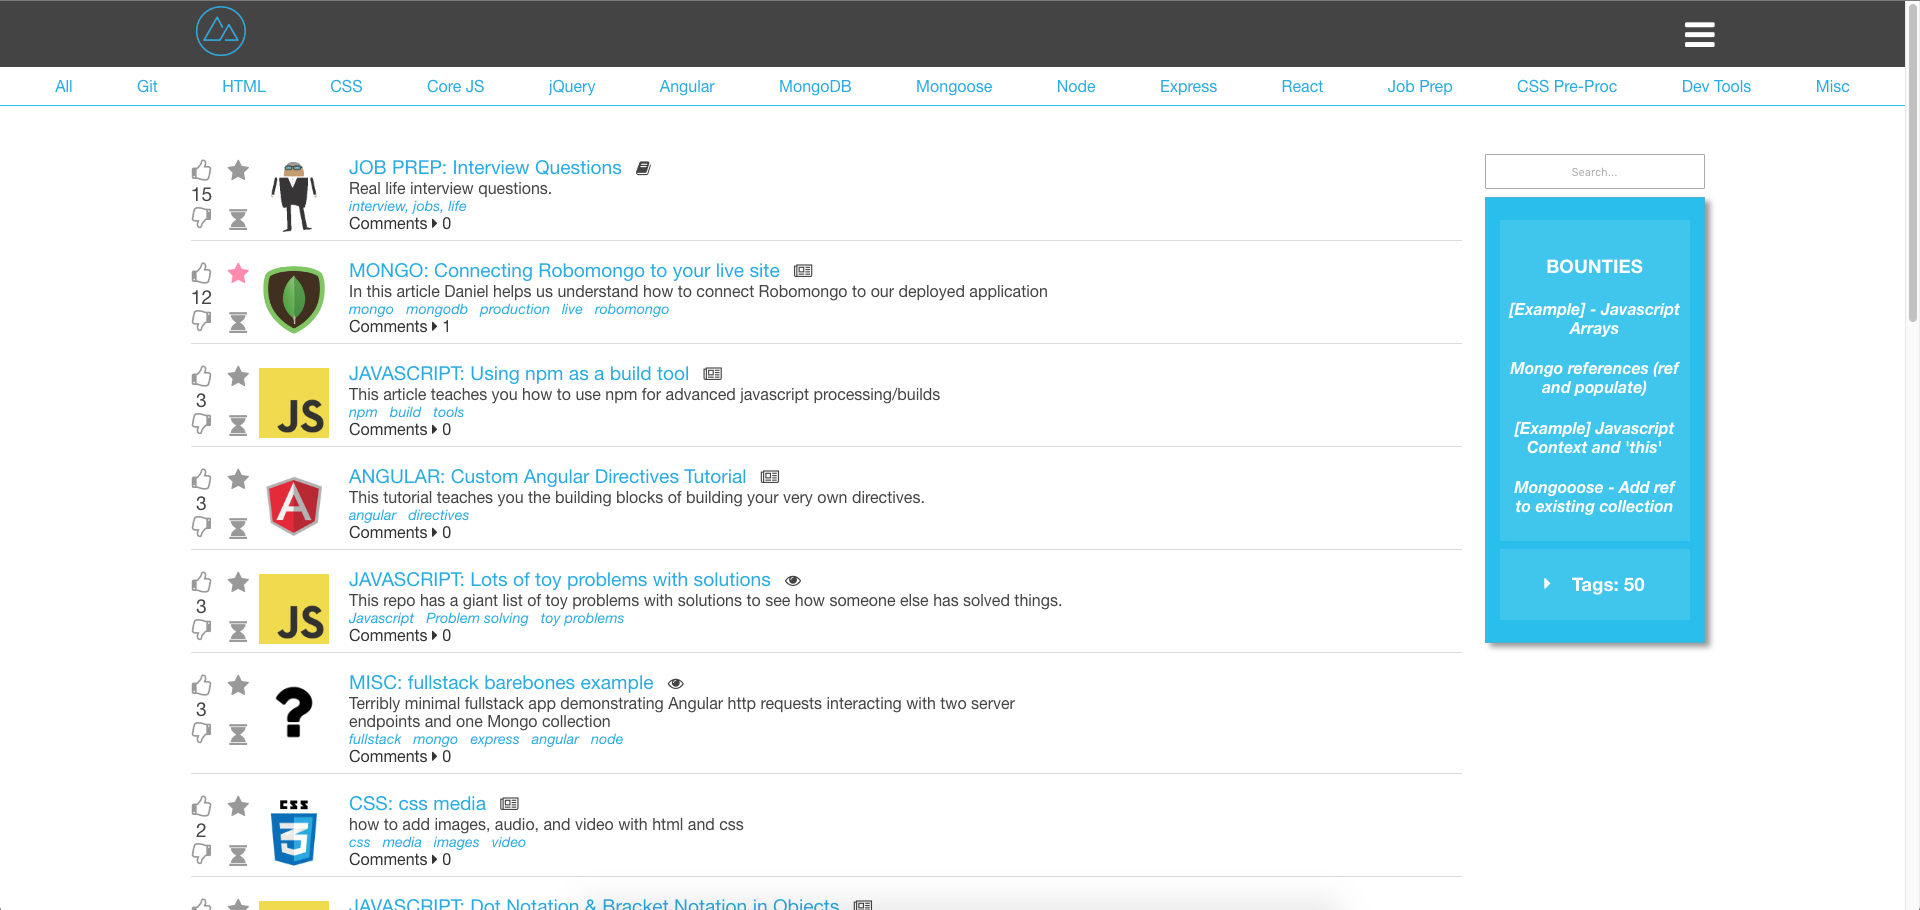 All Git HTML CSS Core JS jQuery Angular MongoDB Mongoose Node Express React Job Prep CSS Pre-Proc Dev Tools Misc
JOB PREP: Interview Questions
15
Real life interview questions.
interview, jobs, life
Comments 0
MONGO: Connecting Robomongo to your live site
12
In this article Daniel helps us understand how to connect Robomongo to our deployed application
mongo mongodb production live robomongo
Comments 1
JAVASCRIPT: Using npm as a build tool
3
JS
This article teaches you how to use npm for advanced javascript processing/builds
npm build tools
Comments 0
ANGULAR: Custom Angular Directives Tutorial
3
A
This tutorial teaches you the building blocks of building your very own directives.
angular directives
Comments 0
JAVASCRIPT: Lots of toy problems with solutions
3
JS
This repo has a giant list of toy problems with solutions to see how someone else has solved things.
Javascript Problem solving toy problems
Comments 0
MISC: fullstack barebones example
3
?
Terribly minimal fullstack app demonstrating Angular http requests interacting with two server
endpoints and one Mongo collection
fullstack mongo express angular node
Comments 0
CSS: css media
2
CSS
3
how to add images, audio, and video with html and css
css media images video
Comments 0
JAVASCRIPT: Dot Notation & Bracket Notation in Objects
Search...
BOUNTIES
[Example] - Javascript
Arrays
Mongo references (ref
and populate)
[Example] Javascript
Context and 'this'
Mongooose - Add ref
to existing collection
Tags: 50